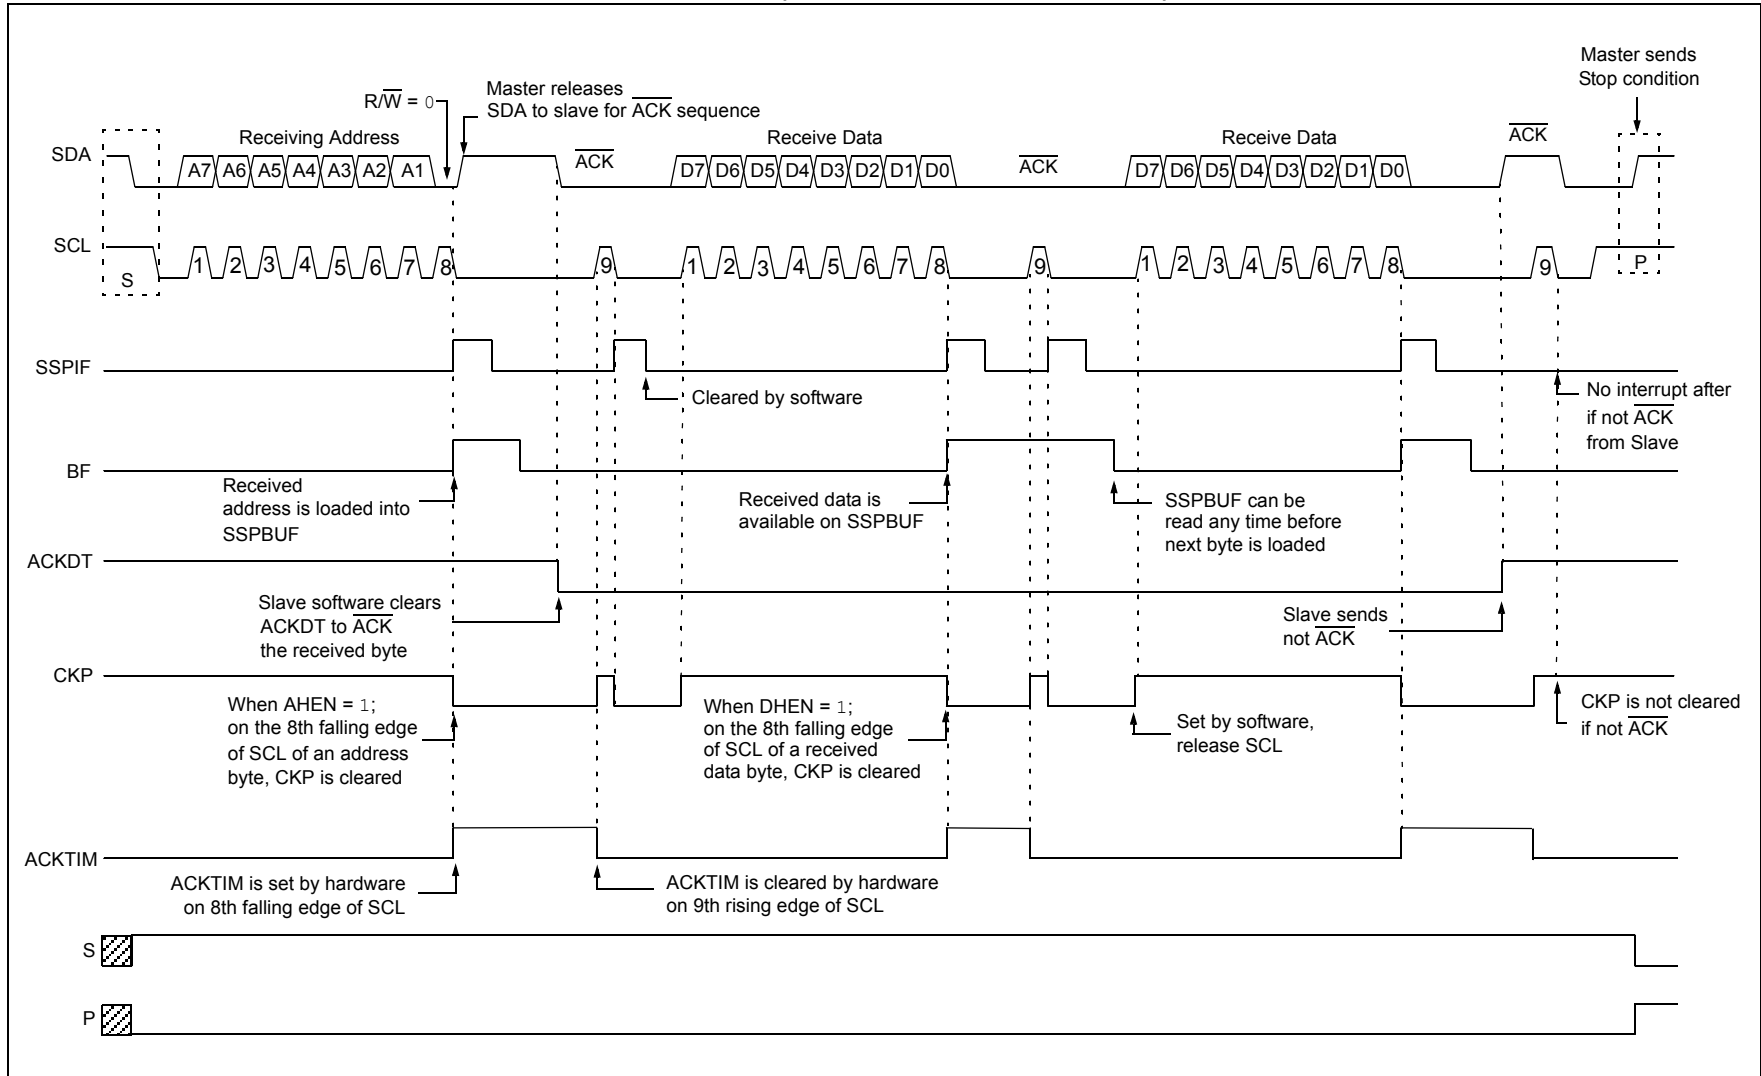 Master sends
Stop condition
Master releases
SDA to slave for ACK sequence
R/W = 0
Receiving Address
Receive Data
Receive Data
ACK
SDA
A7 A6 A5 A4 A3 A2 A1
ACK
D7 D6 D5 D4 D3 D2 D1 D0
ACK
D7 D6 D5 D4 D3 D2 D1 D0
SCL
S
1 2 3 4 5 6 7 8 9 1 2 3 4 5 6 7 8 9 1 2 3 4 5 6 7 8 9
P
SSPIF
Cleared by software
No interrupt after
if not ACK
from Slave
BF
Received
address is loaded into
SSPBUF
Received data is
available on SSPBUF
SSPBUF can be
read any time before
next byte is loaded
ACKDT
Slave software clears
ACKDT to ACK
the received byte
Slave sends
not ACK
CKP
When AHEN = 1;
on the 8th falling edge
of SCL of an address
byte, CKP is cleared
When DHEN = 1;
on the 8th falling edge
of SCL of a received
data byte, CKP is cleared
Set by software,
release SCL
CKP is not cleared
if not ACK
ACKTIM
ACKTIM is set by hardware
on 8th falling edge of SCL
ACKTIM is cleared by hardware
on 9th rising edge of SCL
S
P